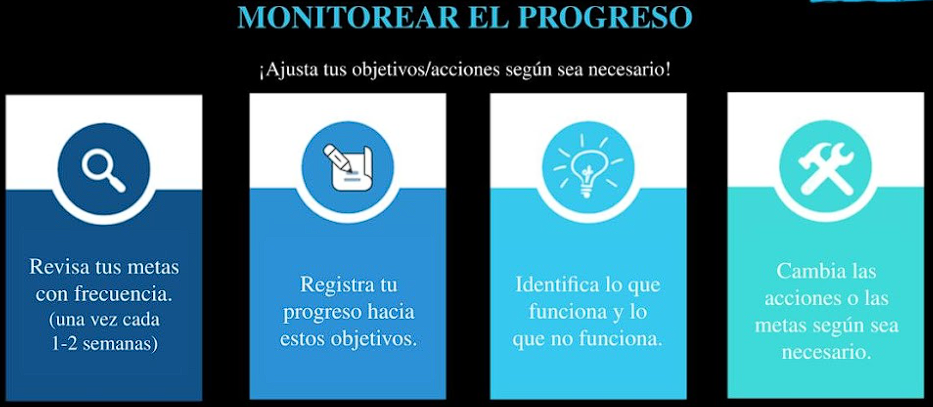 MONITOREAR EL PROGRESO
¡Ajusta tus objetivos/acciones según sea necesario!
Revisa tus metas
con frecuencia.
(una vez cada
1-2 semanas)
Registra tu
progreso hacia
estos objetivos.
Identifica lo que
funciona y lo
que no funciona.
Cambia las
acciones o las
metas según sea
necesario.